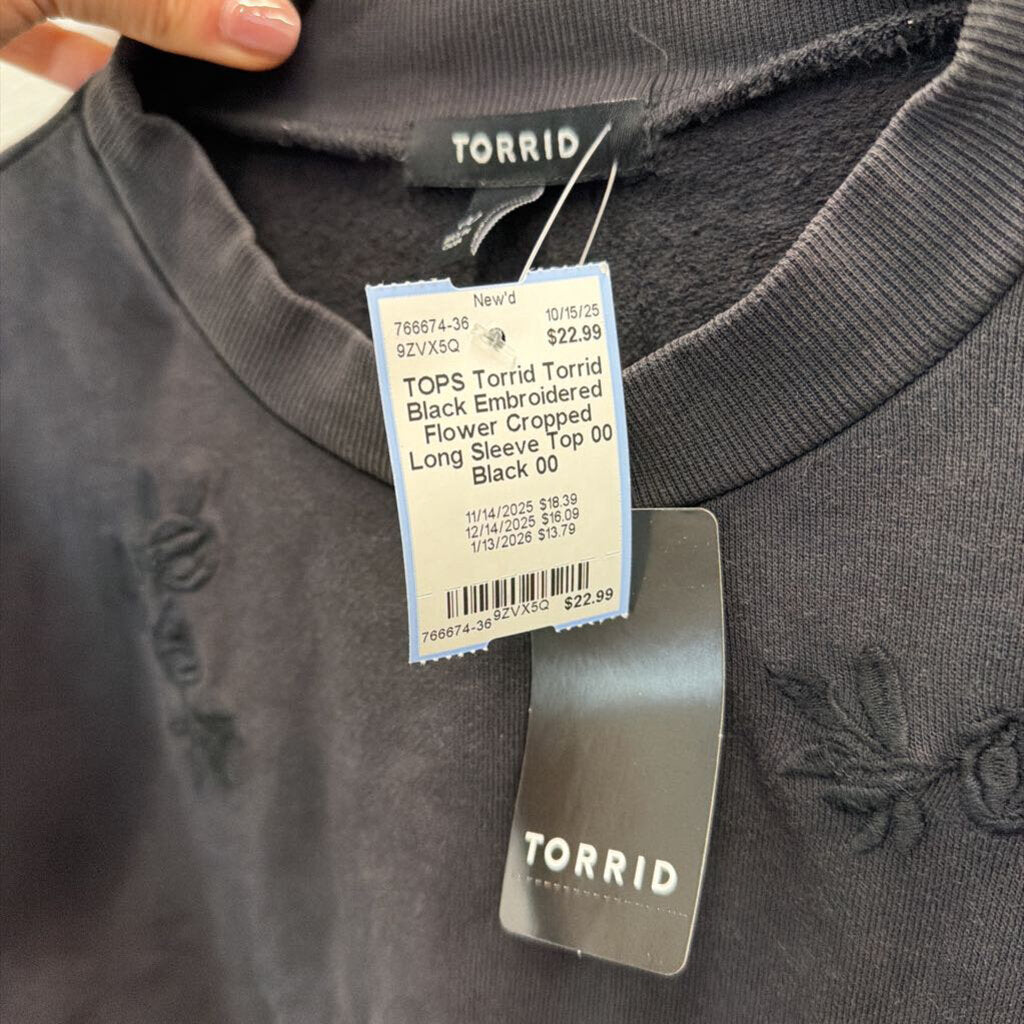 TORRID
New'd
766674-36 10/15/25
9ZVX5Q $22.99
TOPS Torrid Torrid
Black Embroidered
Flower Cropped
Long Sleeve Top 00
Black 00
11/14/2025 $18.39
12/14/2025 $16.09
1/13/2026 $13.79
766674-36 9ZVX5Q $22.99
TORRID